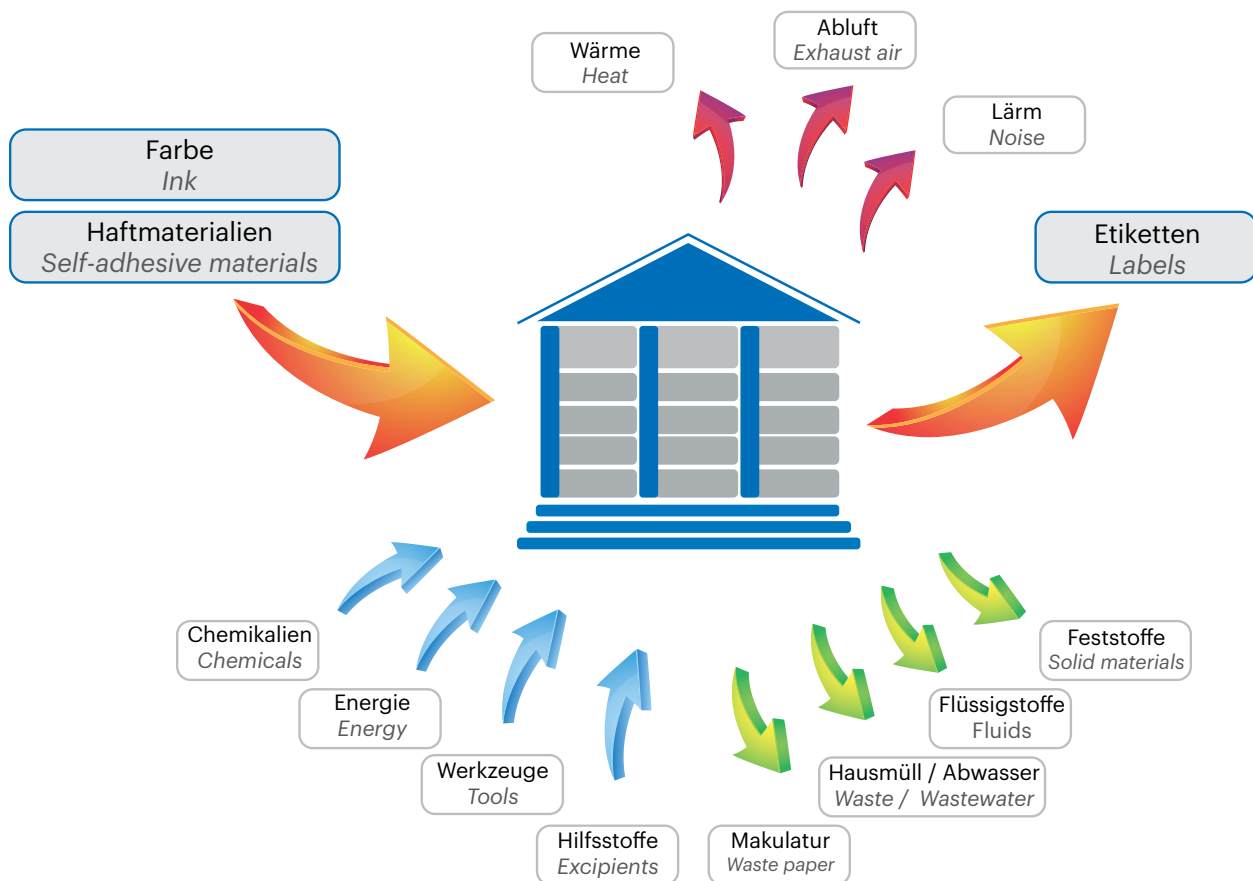 Wärme
Heat
Abluft
Exhaust air
Lärm
Noise
Farbe
Ink
Haftmaterialien
Self-adhesive materials
Etiketten
Labels
Chemikalien
Chemicals
Energie
Energy
Werkzeuge
Tools
Hilfsstoffe
Excipients
Makulatur
Waste paper
Hausmüll / Abwasser
Waste / Wastewater
Flüssigstoffe
Fluids
Feststoffe
Solid materials